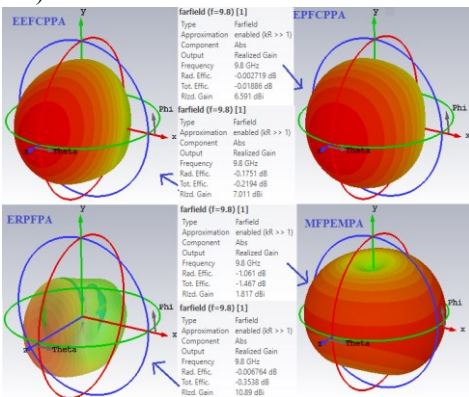 EEFCPPA
y
Phi
x
z
Theta
farfield (f=9.8) [1]
Type Farfield
Approximation enabled (kR >> 1)
Component Abs
Output Realized Gain
Frequency 9.8 GHz
Rad. Effic. -0.002719 dB
Tot. Effic. -0.01886 dB
Rlzd. Gain 6.591 dBi
farfield (f=9.8) [1]
Type Farfield
Approximation enabled (kR >> 1)
Component Abs
Output Realized Gain
Frequency 9.8 GHz
Rad. Effic. -0.1751 dB
Tot. Effic. -0.2194 dB
Rlzd. Gain 7.011 dBi
EPFCPPA
y
Phi
x
Theta
ERPFPA
y
Phi
x
z
Theta
farfield (f=9.8) [1]
Type Farfield
Approximation enabled (kR >> 1)
Component Abs
Output Realized Gain
Frequency 9.8 GHz
Rad. Effic. -1.061 dB
Tot. Effic. -1.467 dB
Rlzd. Gain 1.817 dBi
farfield (f=9.8) [1]
Type Farfield
Approximation enabled (kR >> 1)
Component Abs
Output Realized Gain
Frequency 9.8 GHz
Rad. Effic. -0.006764 dB
Tot. Effic. -0.3538 dB
Rlzd. Gain 10.89 dBi
MFPEMPA
y
Phi
x
z
Theta